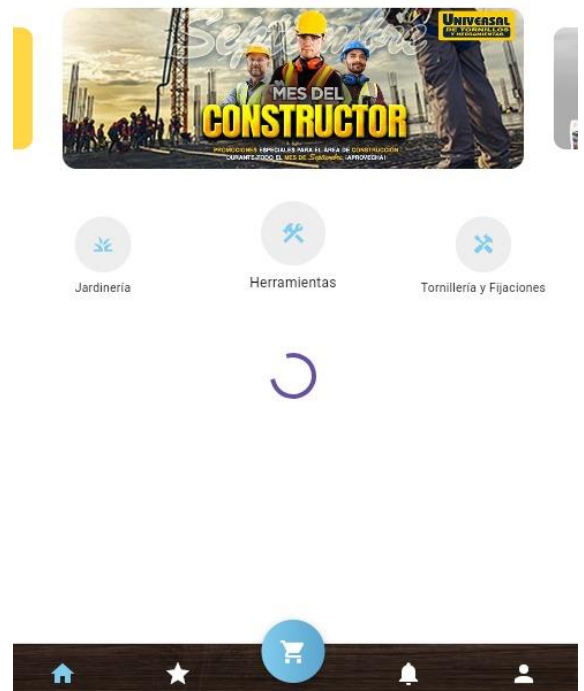 Septiembre
UNIVERSAL
DE TORNILLOS
Y HERRAMIENTAS
MES DEL
CONSTRUCTOR
PROMOCIONES ESPECIALES PARA EL ÁREA DE CONSTRUCCIÓN
DURANTE TODO EL MES DE Septiembre, ¡APROVECHA!
Jardinería
Herramientas
Tornillería y Fijaciones